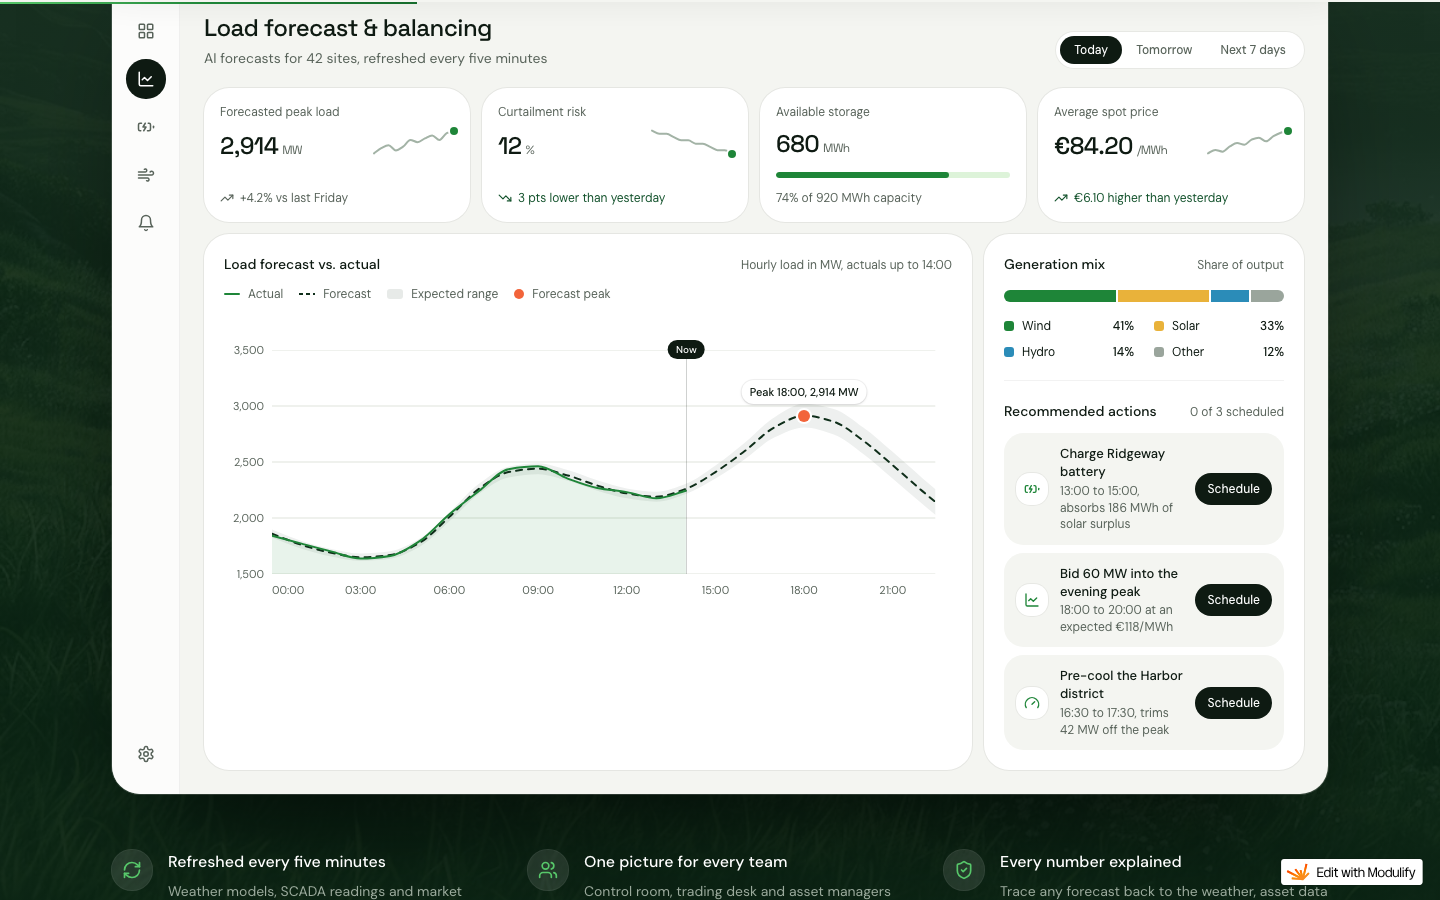 Load forecast & balancing
AI forecasts for 42 sites, refreshed every five minutes
Today
Tomorrow
Next 7 days
Forecasted peak load
2,914 MW
+4.2% vs last Friday
Curtailment risk
12 %
3 pts lower than yesterday
Available storage
680 MWh
74% of 920 MWh capacity
Average spot price
€84.20 /MWh
€6.10 higher than yesterday
Load forecast vs. actual
Hourly load in MW, actuals up to 14:00
Actual
Forecast
Expected range
Forecast peak
3,500
3,000
2,500
2,000
1,500
Now
Peak 18:00, 2,914 MW
00:00
03:00
06:00
09:00
12:00
15:00
18:00
21:00
Generation mix
Share of output
Wind 41%
Solar 33%
Hydro 14%
Other 12%
Recommended actions
0 of 3 scheduled
Charge Ridgeway
battery
13:00 to 15:00,
absorbs 186 MWh of
solar surplus
Schedule
Bid 60 MW into the
evening peak
18:00 to 20:00 at an
expected €118/MWh
Schedule
Pre-cool the Harbor
district
16:30 to 17:30, trims
42 MW off the peak
Schedule
Refreshed every five minutes
Weather models, SCADA readings and market
One picture for every team
Control room, trading desk and asset managers
Every number explained
Trace any forecast back to the weather, asset data
Edit with Modulify